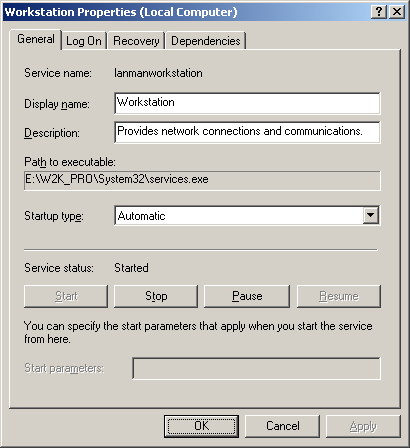 Workstation Properties (Local Computer)
General Log On Recovery Dependencies
Service name: lanmanworkstation
Display name: Workstation
Description: Provides network connections and communications.
Path to executable:
E:\W2K_PRO\System32\services.exe
Startup type: Automatic
Service status: Started
Start Stop Pause Resume
You can specify the start parameters that apply when you start the service
from here.
Start parameters:
OK Cancel Apply